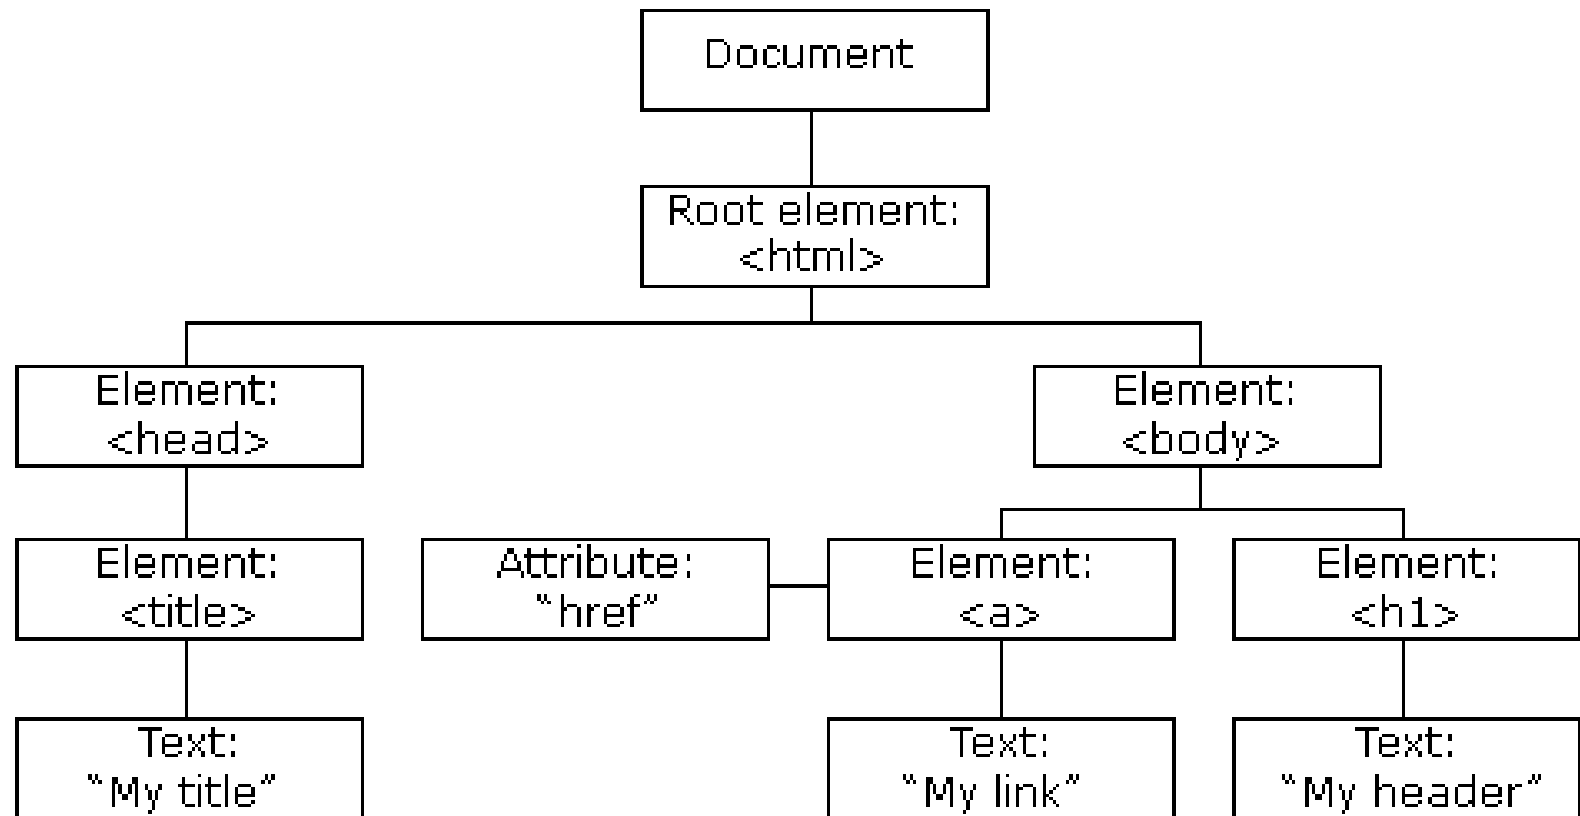 Document
Root element:
<html>
Element:
<head>
Element:
<body>
Element:
<title>
Attribute:
"href"
Element:
<a>
Element:
<h1>
Text:
"My title"
Text:
"My link"
Text:
"My header"